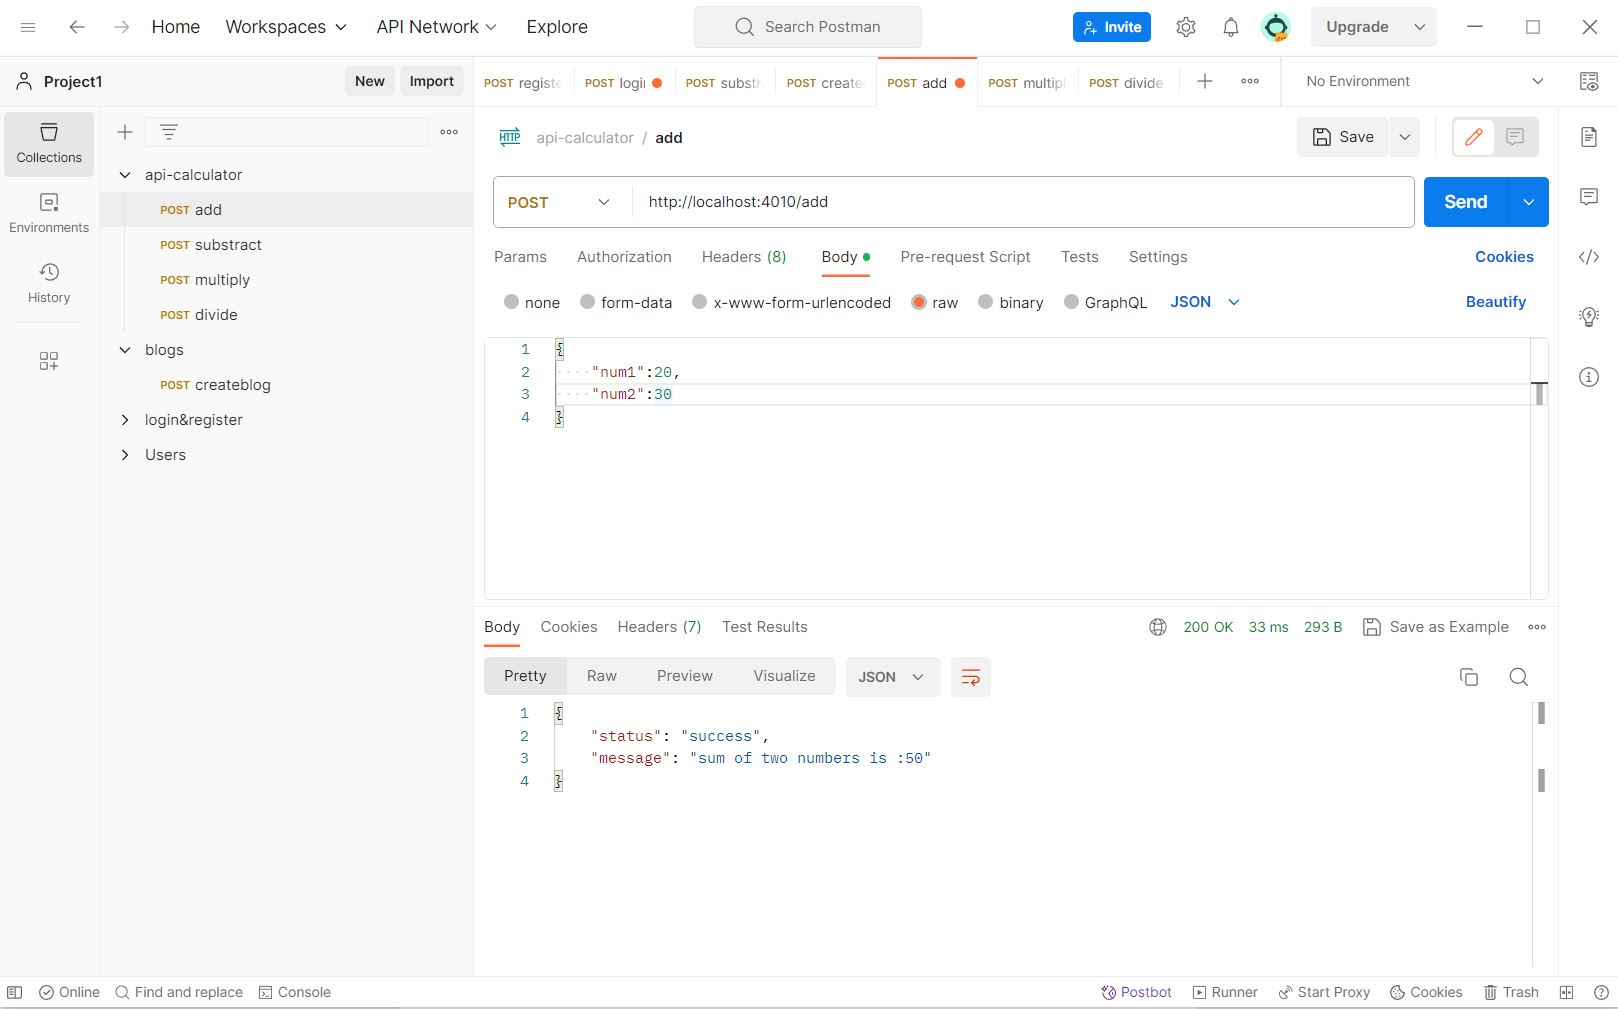 Home Workspaces API Network Explore Search Postman Invite Upgrade
Project1 New Import
POST registe POST logi POST substr POST create POST add POST multipl POST divide No Environment
Collections
Environments
History
api-calculator
POST add
POST substract
POST multiply
POST divide
blogs
POST createblog
login&register
Users
HTTP api-calculator / add Save
POST http://localhost:4010/add Send
Params Authorization Headers (8) Body Pre-request Script Tests Settings Cookies
none form-data x-www-form-urlencoded raw binary GraphQL JSON Beautify
1 {
2 "num1":20,
3 "num2":30
4 }
Body Cookies Headers (7) Test Results 200 OK 33 ms 293 B Save as Example
Pretty Raw Preview Visualize JSON
1 {
2 "status": "success",
3 "message": "sum of two numbers is :50"
4 }
Online Find and replace Console Postbot Runner Start Proxy Cookies Trash